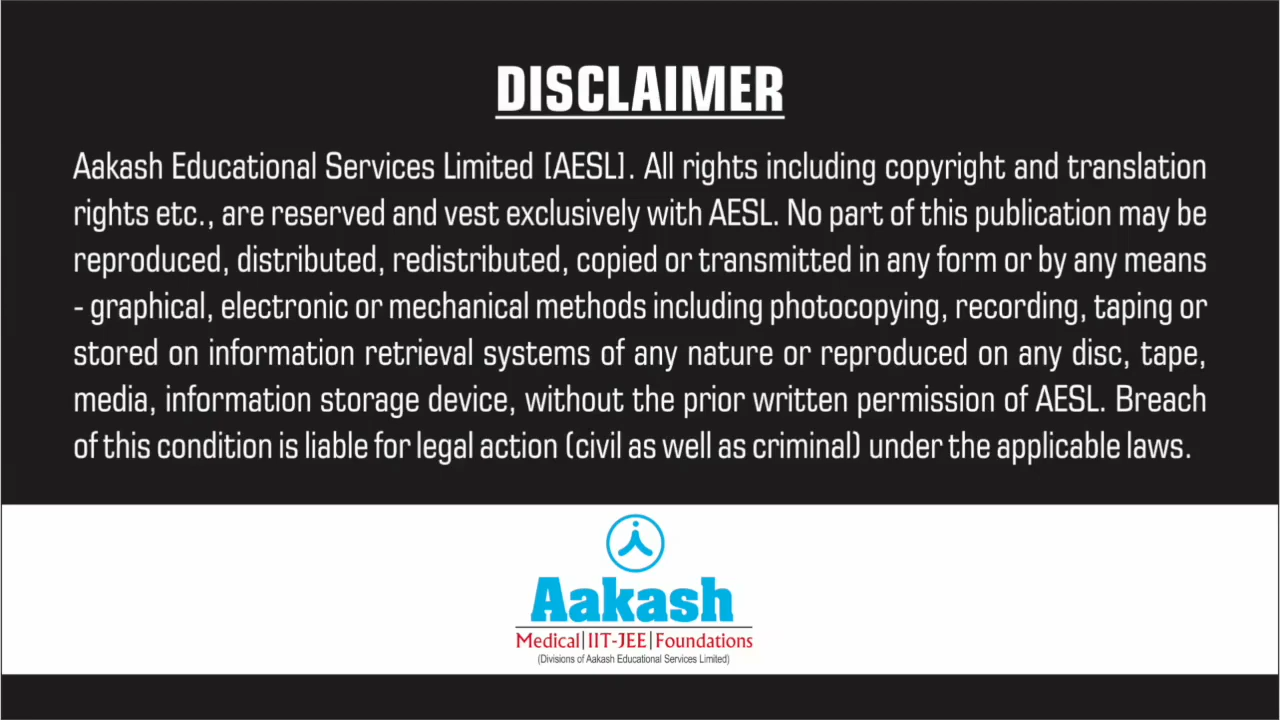 DISCLAIMER
Aakash Educational Services Limited [AESL]. All rights including copyright and translation
rights etc., are reserved and vest exclusively with AESL. No part of this publication may be
reproduced, distributed, redistributed, copied or transmitted in any form or by any means
- graphical, electronic or mechanical methods including photocopying, recording, taping or
stored on information retrieval systems of any nature or reproduced on any disc, tape,
media, information storage device, without the prior written permission of AESL. Breach
of this condition is liable for legal action (civil as well as criminal) under the applicable laws.
Aakash
Medical|IIT-JEE|Foundations
(Divisions of Aakash Educational Services Limited)